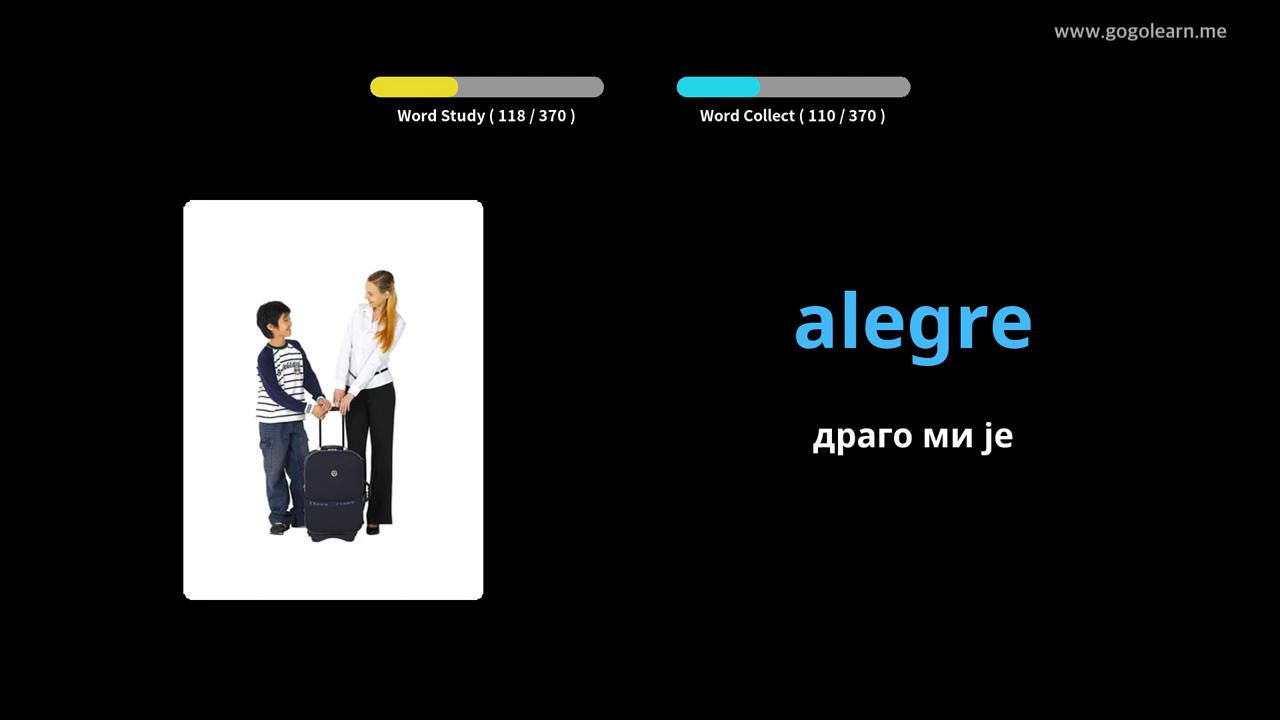 www.gogolearn.me
Word Study ( 118 / 370 )
Word Collect ( 110 / 370 )
alegre
драго ми је